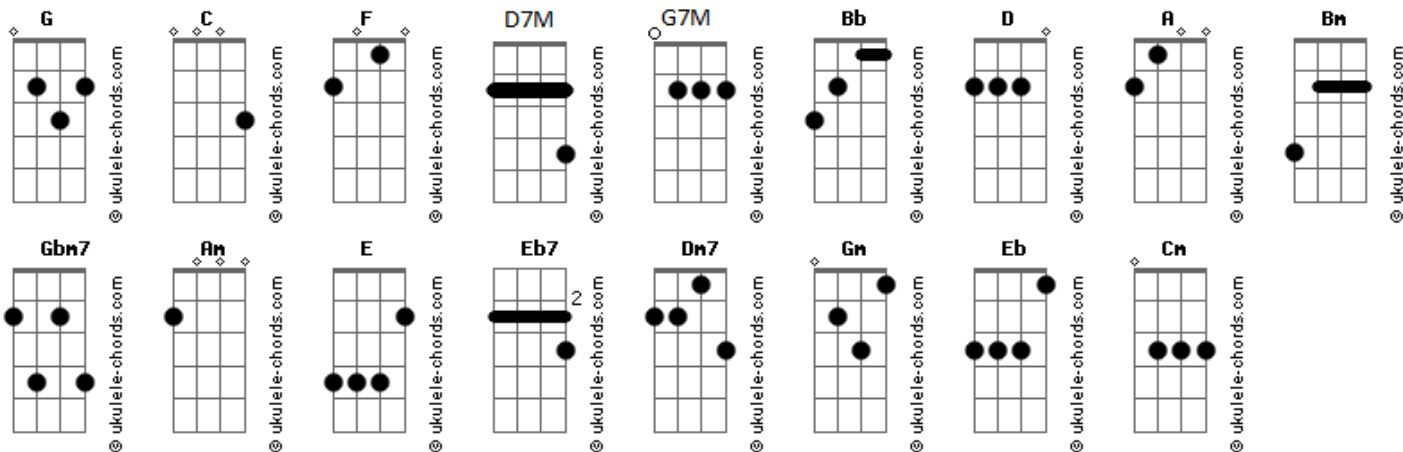 G C F D7M G7M Bb D A Bm
© ukulele-chords.com © ukulele-chords.com © ukulele-chords.com © ukulele-chords.com © ukulele-chords.com © ukulele-chords.com © ukulele-chords.com © ukulele-chords.com © ukulele-chords.com
Gbm7 Am E Eb7 Dm7 Gm Eb Cm
2
© ukulele-chords.com © ukulele-chords.com © ukulele-chords.com © ukulele-chords.com © ukulele-chords.com © ukulele-chords.com © ukulele-chords.com © ukulele-chords.com